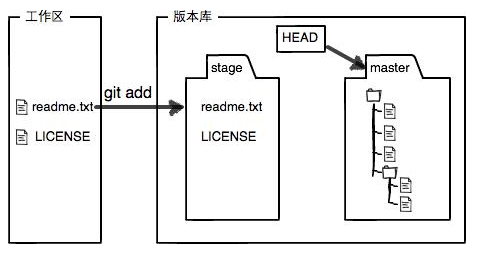 工作区
版本库
HEAD
stage
master
git add
readme.txt
readme.txt
LICENSE
LICENSE